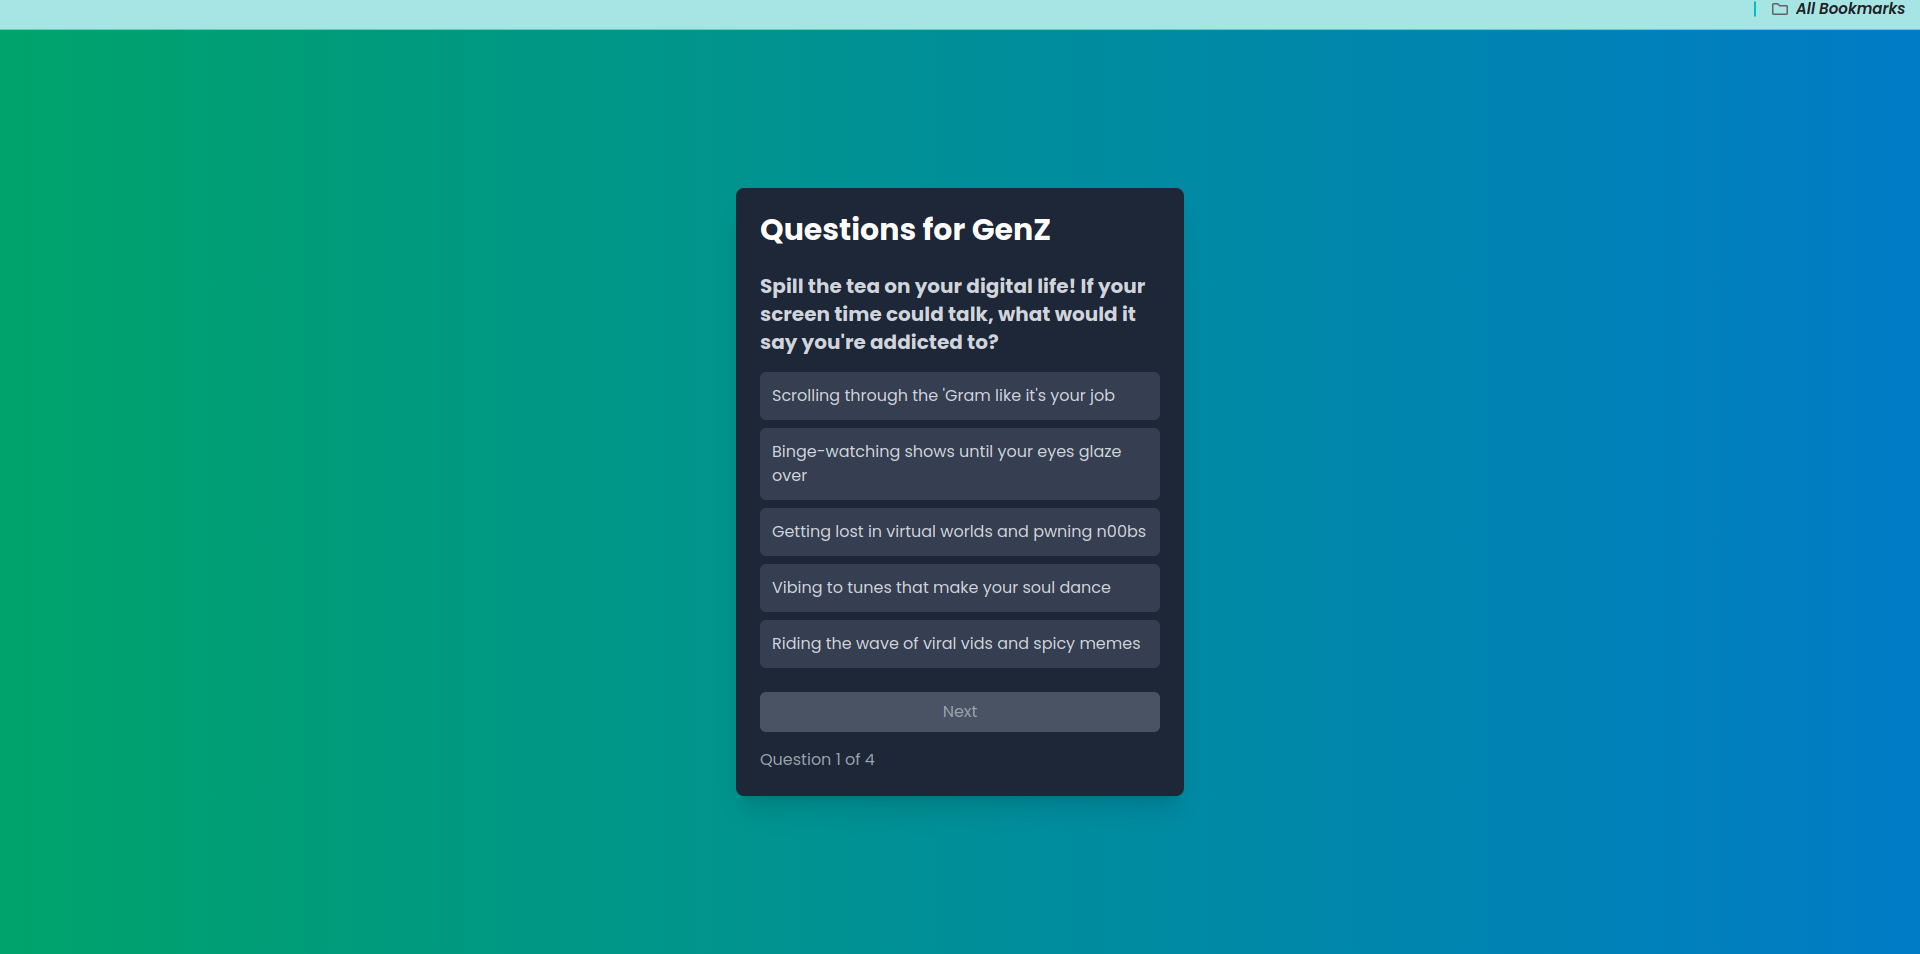 All Bookmarks
Questions for GenZ
Spill the tea on your digital life! If your
screen time could talk, what would it
say you're addicted to?
Scrolling through the 'Gram like it's your job
Binge-watching shows until your eyes glaze
over
Getting lost in virtual worlds and pwning n00bs
Vibing to tunes that make your soul dance
Riding the wave of viral vids and spicy memes
Next
Question 1 of 4